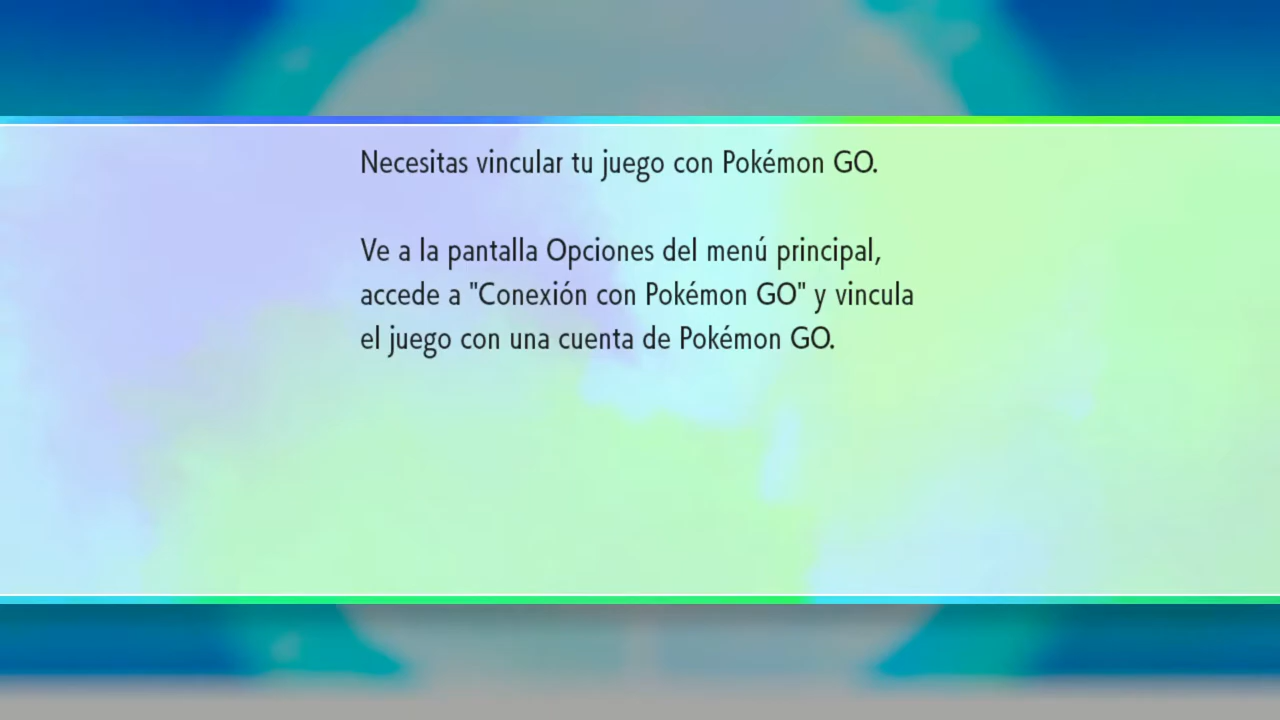 Necesitas vincular tu juego con Pokémon GO.
Ve a la pantalla Opciones del menú principal,
accede a "Conexión con Pokémon GO" y vincula
el juego con una cuenta de Pokémon GO.